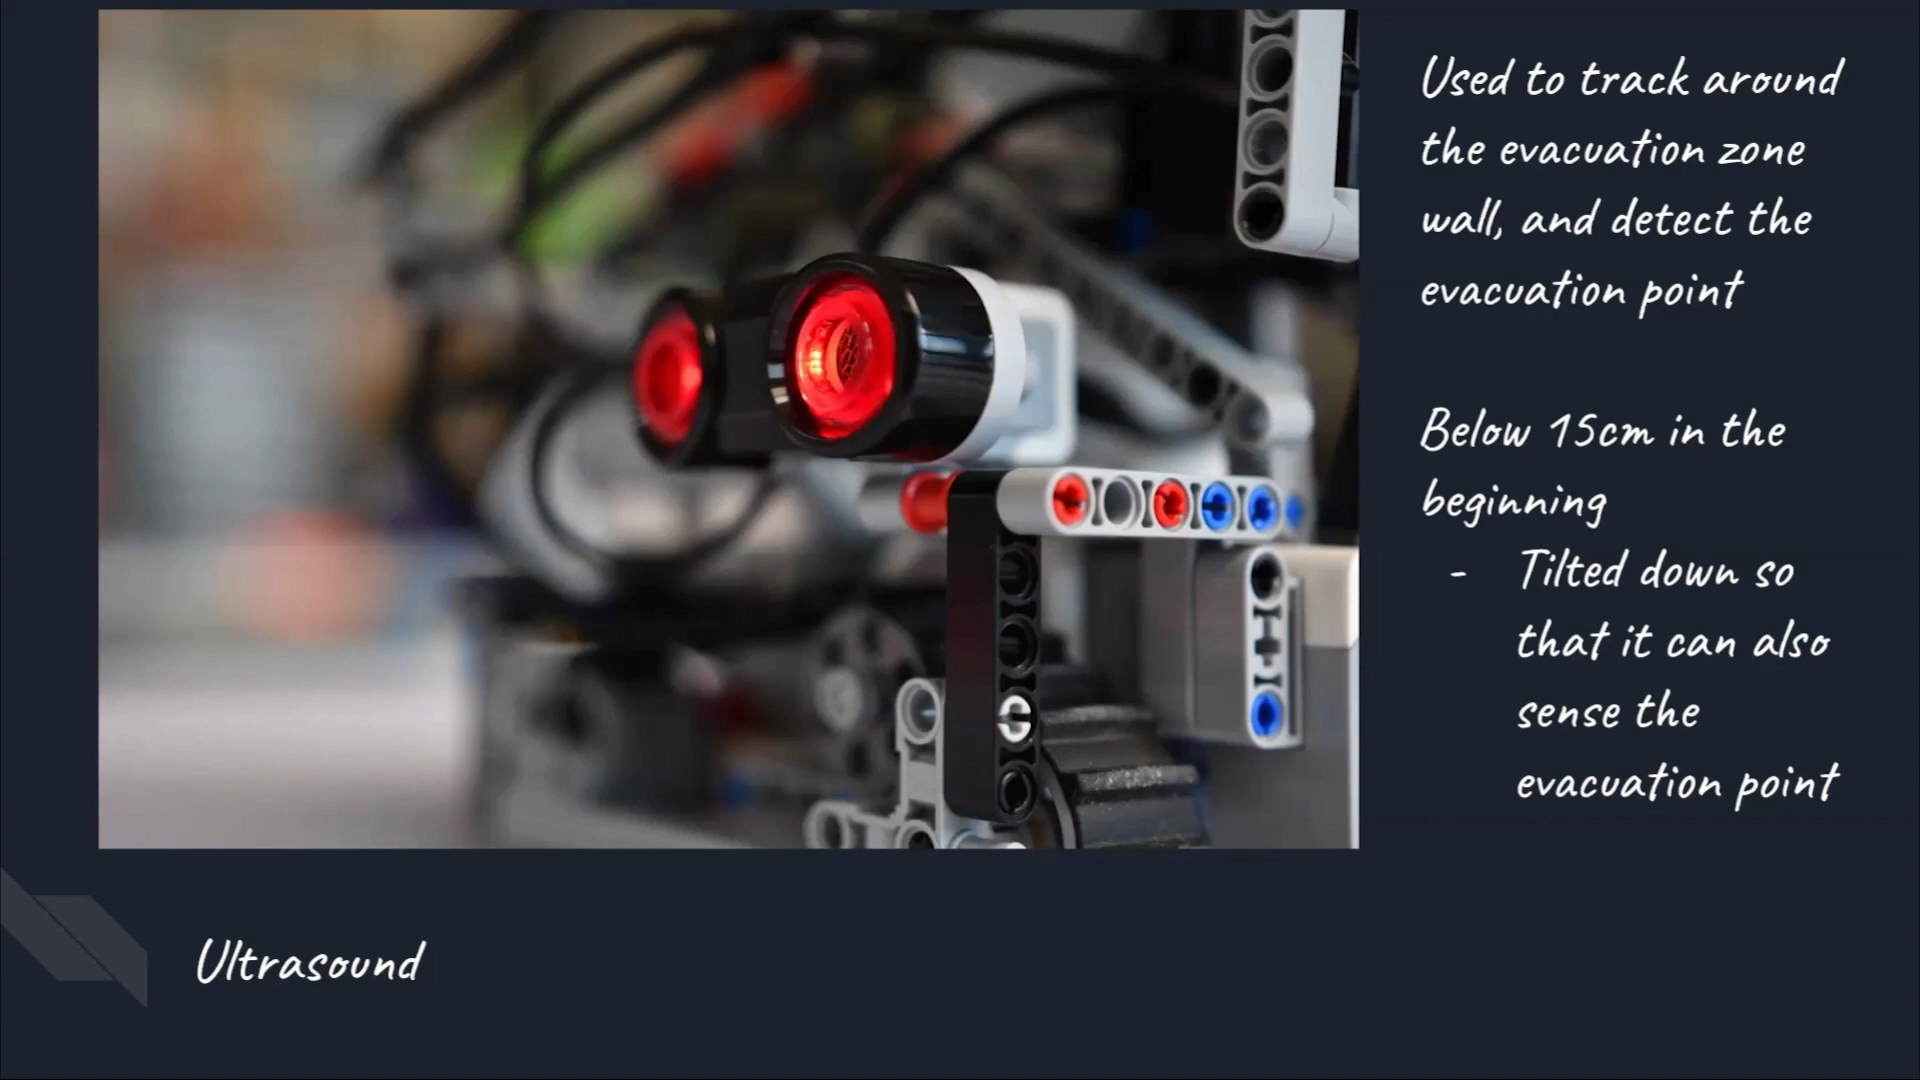 Used to track around
the evacuation zone
wall, and detect the
evacuation point
Below 15cm in the
beginning
- Tilted down so
that it can also
sense the
evacuation point
Ultrasound